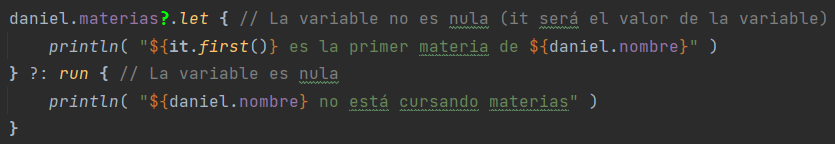 daniel.materias?.let { // La variable no es nula (it será el valor de la variable)
    println( "${it.first()} es la primer materia de ${daniel.nombre}" )
} ?: run { // La variable es nula
    println( "${daniel.nombre} no está cursando materias" )
}